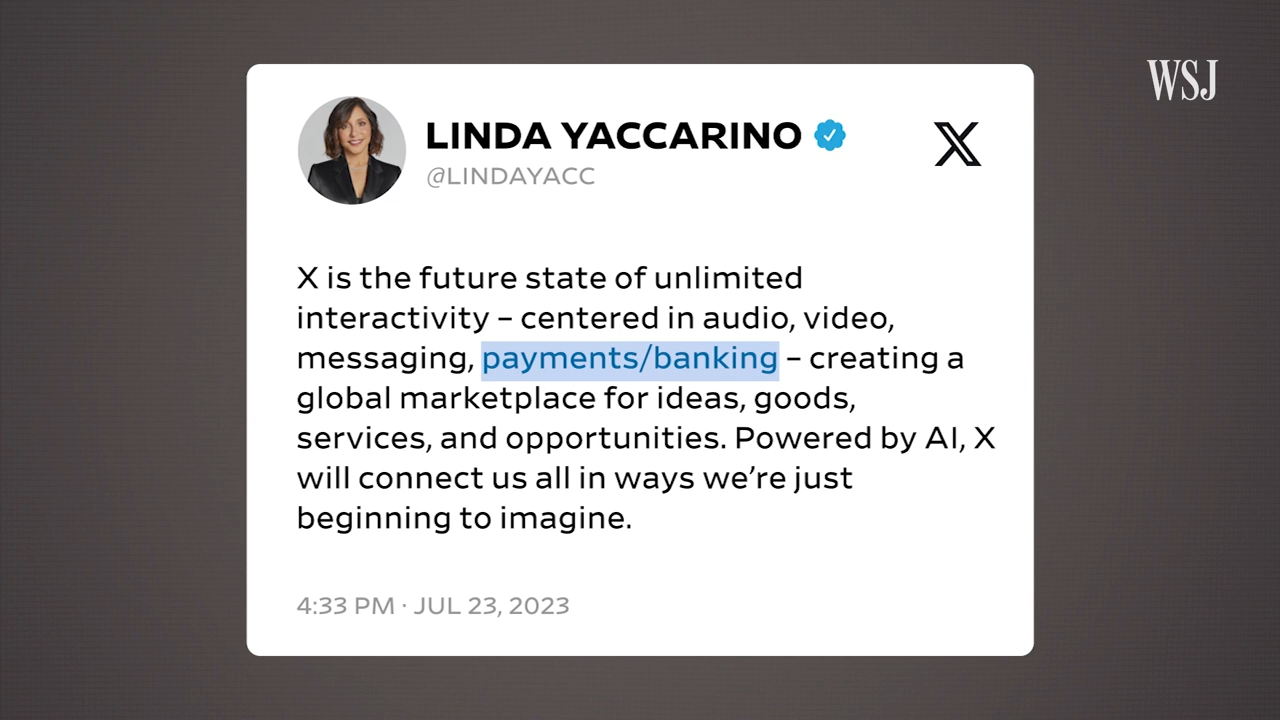 WSJ
LINDA YACCARINO
X
@LINDAYACC
X is the future state of unlimited
interactivity – centered in audio, video,
messaging, payments/banking – creating a
global marketplace for ideas, goods,
services, and opportunities. Powered by AI, X
will connect us all in ways we’re just
beginning to imagine.
4:33 PM · JUL 23, 2023